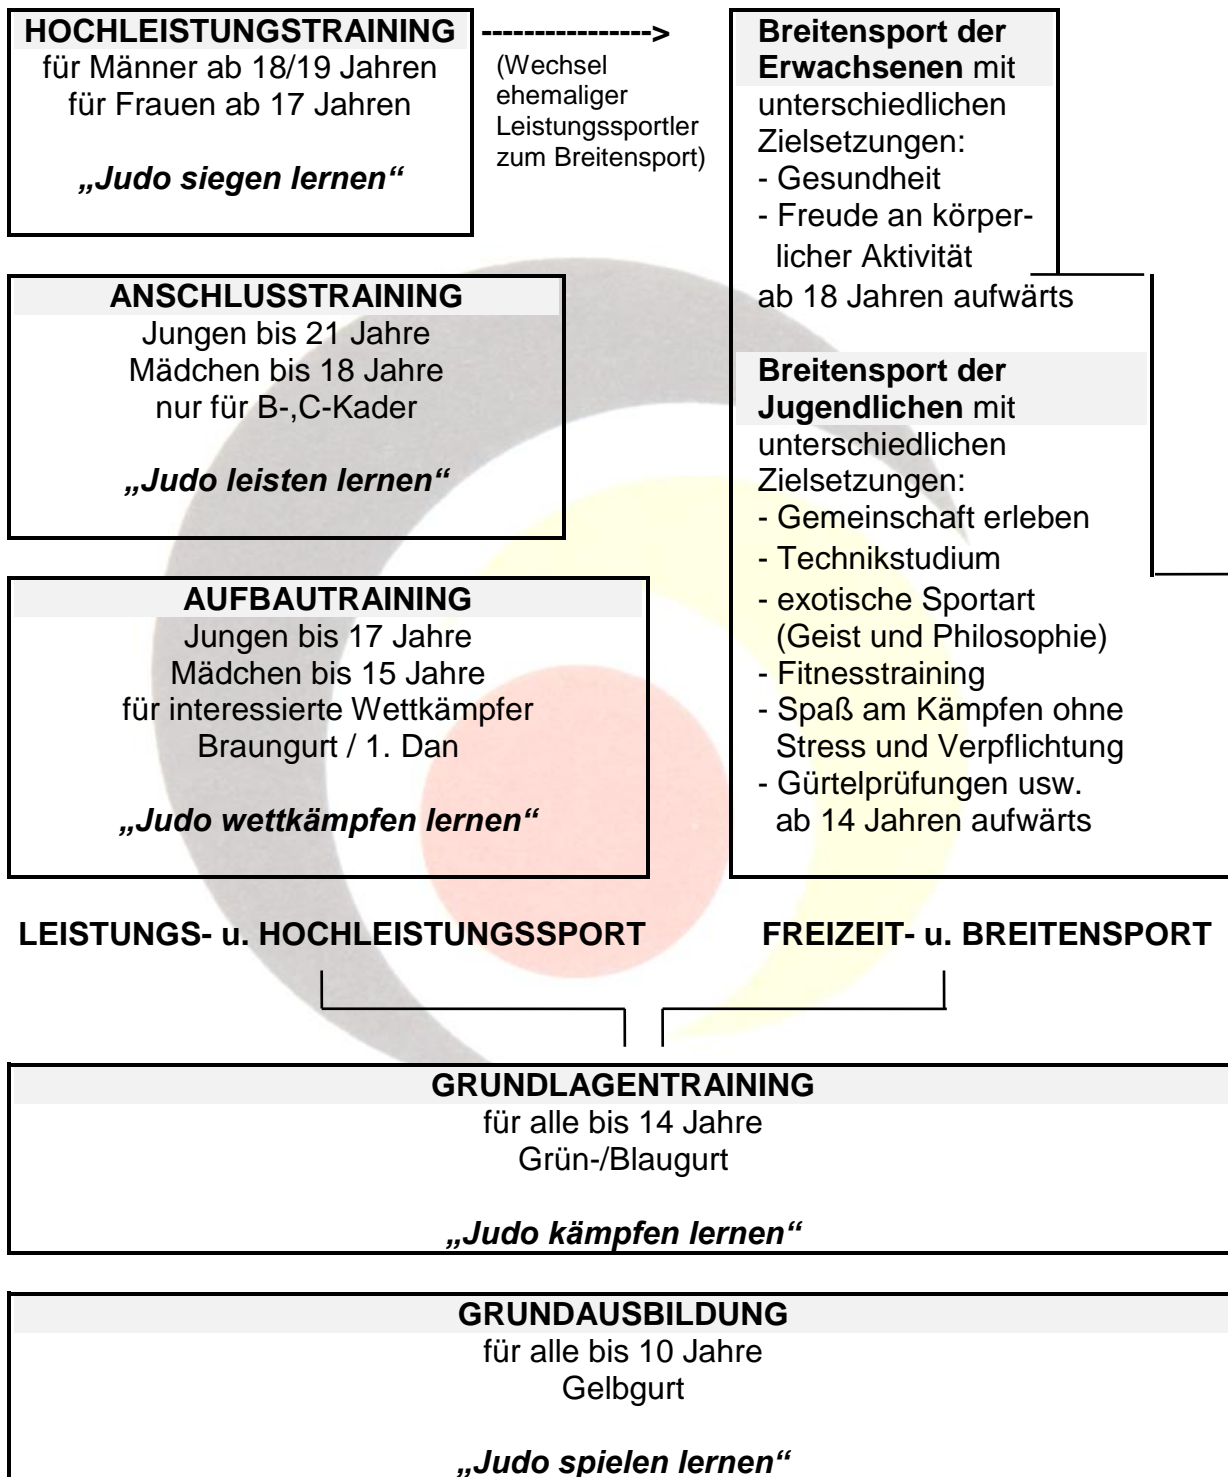 HOCHLEISTUNGSTRAINING
für Männer ab 18/19 Jahren
für Frauen ab 17 Jahren
„Judo siegen lernen“
---------------->
(Wechsel
ehemaliger
Leistungssportler
zum Breitensport)
Breitensport der
Erwachsenen mit
unterschiedlichen
Zielsetzungen:
- Gesundheit
- Freude an körper-
licher Aktivität
ab 18 Jahren aufwärts
ANSCHLUSSTRAINING
Jungen bis 21 Jahre
Mädchen bis 18 Jahre
nur für B-,C-Kader
„Judo leisten lernen“
Breitensport der
Jugendlichen mit
unterschiedlichen
Zielsetzungen:
- Gemeinschaft erleben
- Technikstudium
- exotische Sportart
(Geist und Philosophie)
- Fitnesstraining
- Spaß am Kämpfen ohne
Stress und Verpflichtung
- Gürtelprüfungen usw.
ab 14 Jahren aufwärts
AUFBAUTRAINING
Jungen bis 17 Jahre
Mädchen bis 15 Jahre
für interessierte Wettkämpfer
Braungurt / 1. Dan
„Judo wettkämpfen lernen“
LEISTUNGS- u. HOCHLEISTUNGSSPORT
FREIZEIT- u. BREITENSPORT
GRUNDLAGENTRAINING
für alle bis 14 Jahre
Grün-/Blaugurt
„Judo kämpfen lernen“
GRUNDAUSBILDUNG
für alle bis 10 Jahre
Gelbgurt
„Judo spielen lernen“